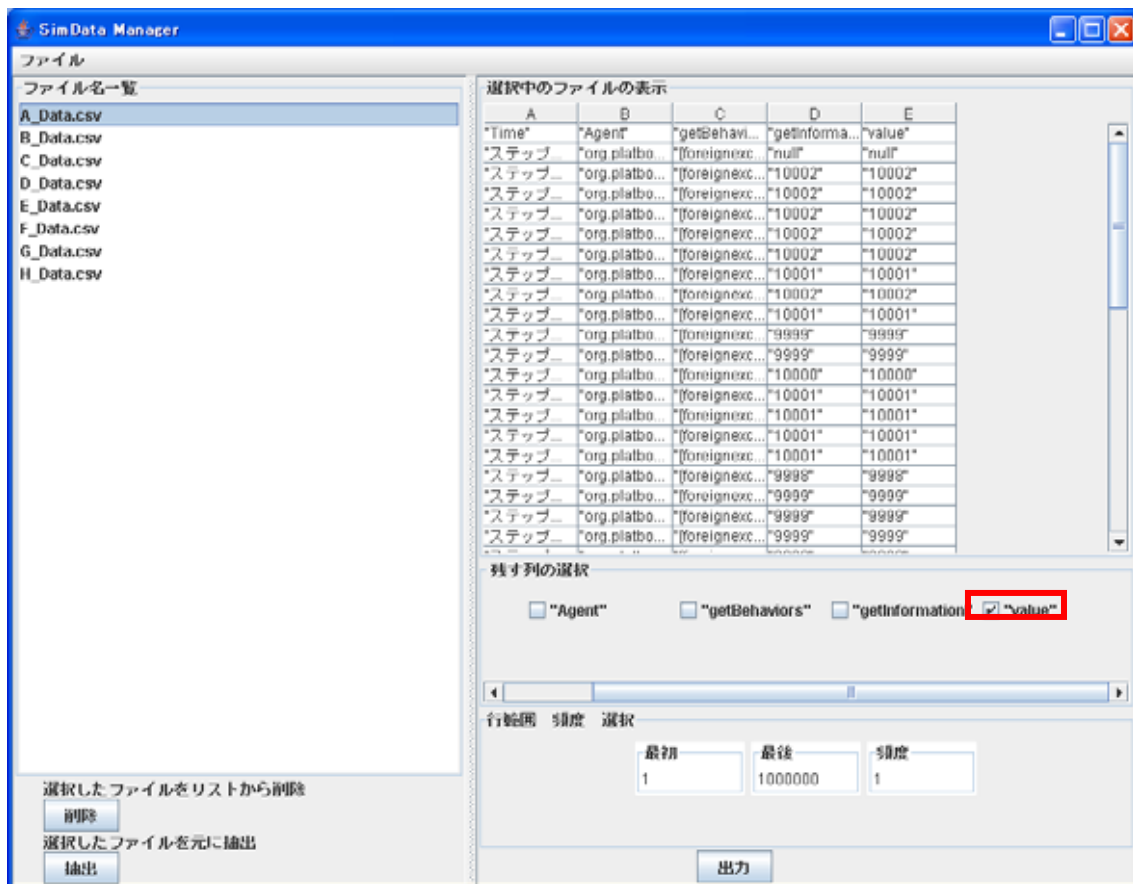 SimData Manager
ファイル
ファイル名一覧
A_Data.csv
B_Data.csv
C_Data.csv
D_Data.csv
E_Data.csv
F_Data.csv
G_Data.csv
H_Data.csv
選択したファイルをリストから削除
削除
選択したファイルを元に抽出
抽出
選択中のファイルの表示
A B C D E
"Time" "Agent" "getBehavi... "getInforma... "value"
"ステップ... "org.platbo... "[foreignexc... "null" "null"
"ステップ... "org.platbo... "[foreignexc... "10002" "10002"
"ステップ... "org.platbo... "[foreignexc... "10002" "10002"
"ステップ... "org.platbo... "[foreignexc... "10002" "10002"
"ステップ... "org.platbo... "[foreignexc... "10002" "10002"
"ステップ... "org.platbo... "[foreignexc... "10002" "10002"
"ステップ... "org.platbo... "[foreignexc... "10001" "10001"
"ステップ... "org.platbo... "[foreignexc... "10002" "10002"
"ステップ... "org.platbo... "[foreignexc... "10001" "10001"
"ステップ... "org.platbo... "[foreignexc... "9999" "9999"
"ステップ... "org.platbo... "[foreignexc... "9999" "9999"
"ステップ... "org.platbo... "[foreignexc... "10000" "10000"
"ステップ... "org.platbo... "[foreignexc... "10001" "10001"
"ステップ... "org.platbo... "[foreignexc... "10001" "10001"
"ステップ... "org.platbo... "[foreignexc... "10001" "10001"
"ステップ... "org.platbo... "[foreignexc... "10001" "10001"
"ステップ... "org.platbo... "[foreignexc... "10001" "10001"
"ステップ... "org.platbo... "[foreignexc... "9998" "9998"
"ステップ... "org.platbo... "[foreignexc... "9999" "9999"
"ステップ... "org.platbo... "[foreignexc... "9999" "9999"
"ステップ... "org.platbo... "[foreignexc... "9999" "9999"
残す列の選択
"Agent" "getBehaviors" "getInformation" "value"
行範囲 頻度 選択
最初 最後 頻度
1 1000000 1
出力